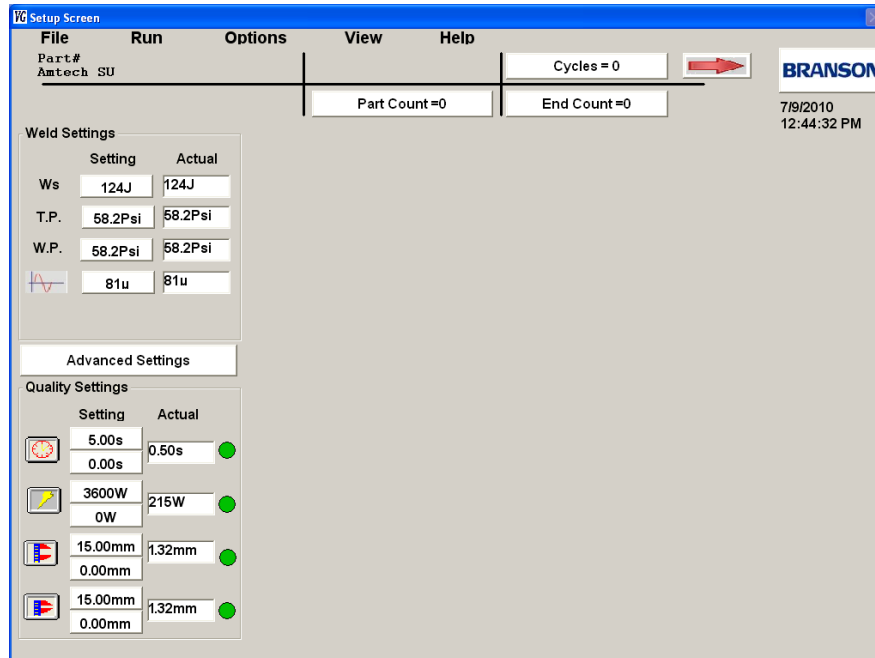 VG Setup Screen
File Run Options View Help
Part#
Amtech SU
Cycles = 0
Part Count =0
End Count =0
BRANSON
7/9/2010
12:44:32 PM
Weld Settings
Setting Actual
Ws 124J 124J
T.P. 58.2Psi 58.2Psi
W.P. 58.2Psi 58.2Psi
81u 81u
Advanced Settings
Quality Settings
Setting Actual
5.00s
0.50s
0.00s
3600W
215W
0W
15.00mm
1.32mm
0.00mm
15.00mm
1.32mm
0.00mm